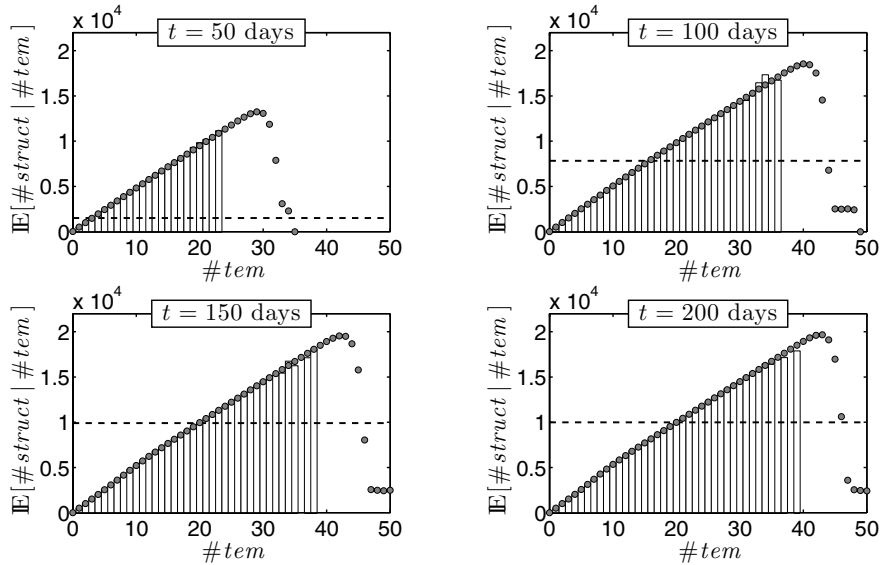 x 10^4
t = 50 days
2
1.5
1
0.5
0
0 10 20 30 40 50
𝔼[#struct | #tem]
#tem
x 10^4
t = 100 days
2
1.5
1
0.5
0
0 10 20 30 40 50
𝔼[#struct | #tem]
#tem
x 10^4
t = 150 days
2
1.5
1
0.5
0
0 10 20 30 40 50
𝔼[#struct | #tem]
#tem
x 10^4
t = 200 days
2
1.5
1
0.5
0
0 10 20 30 40 50
𝔼[#struct | #tem]
#tem